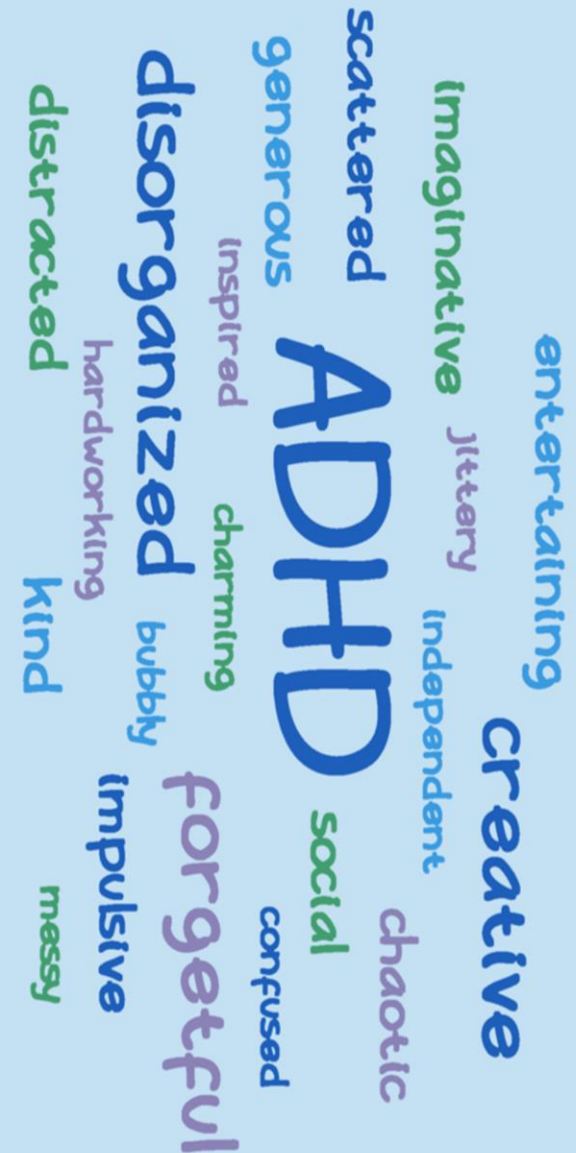 entertaining
creative
imaginative
jittery
independent
scattered
chaotic
ADHD
social
generous
confused
inspired
charming
forgetful
disorganized
bubbly
impulsive
hardworking
distracted
kind
messy